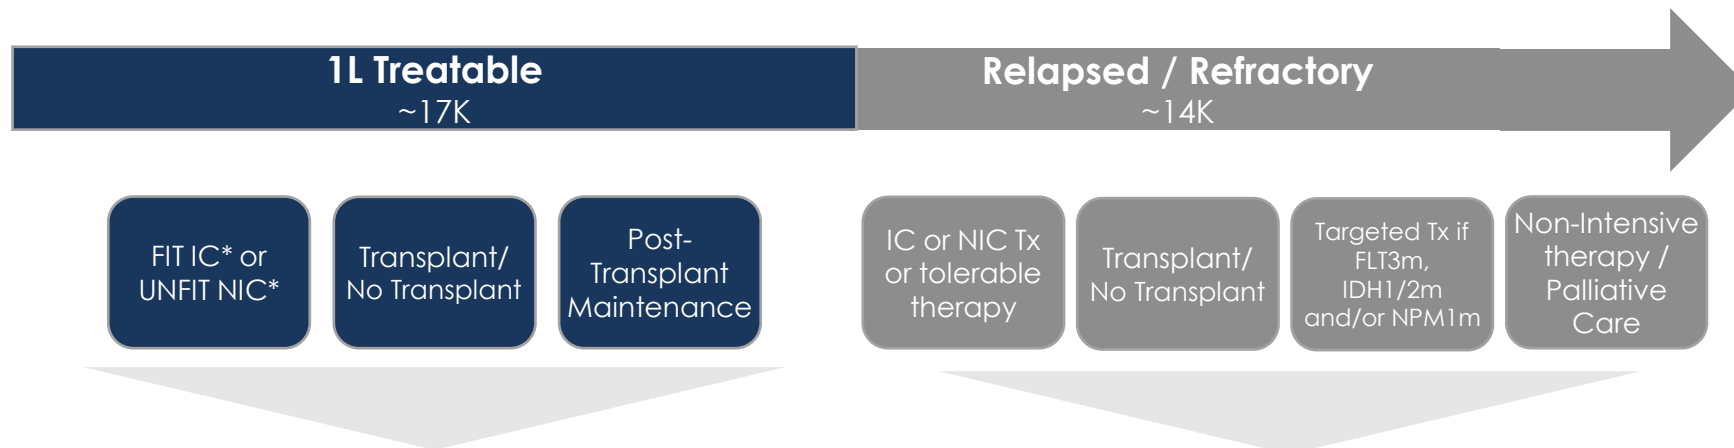 1L Treatable
~17K
Relapsed / Refractory
~14K
FIT IC* or
UNFIT NIC*
Transplant/
No Transplant
Post-
Transplant
Maintenance
IC or NIC Tx
or tolerable
therapy
Transplant/
No Transplant
Targeted Tx if
FLT3m,
IDH1/2m
and/or NPM1m
Non-Intensive
therapy /
Palliative
Care